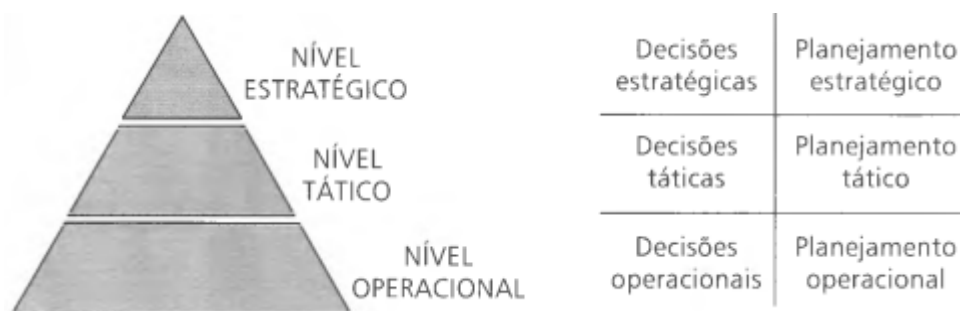 NÍVEL
ESTRATÉGICO
NÍVEL
TÁTICO
NÍVEL
OPERACIONAL
Decisões
estratégicas
Planejamento
estratégico
Decisões
táticas
Planejamento
tático
Decisões
operacionais
Planejamento
operacional